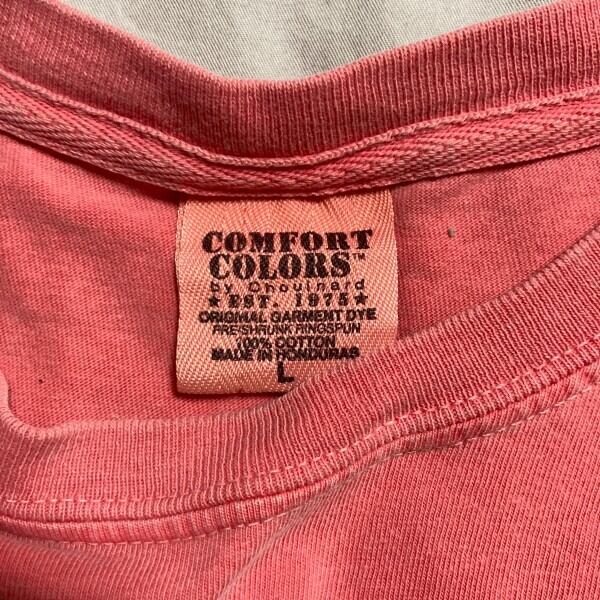 COMFORT
COLORS™
by Chouinard
★ EST. 1975 ★
ORIGINAL GARMENT DYE
PRE/SHRUNK RINGSPUN
100% COTTON
MADE IN HONDURAS
L